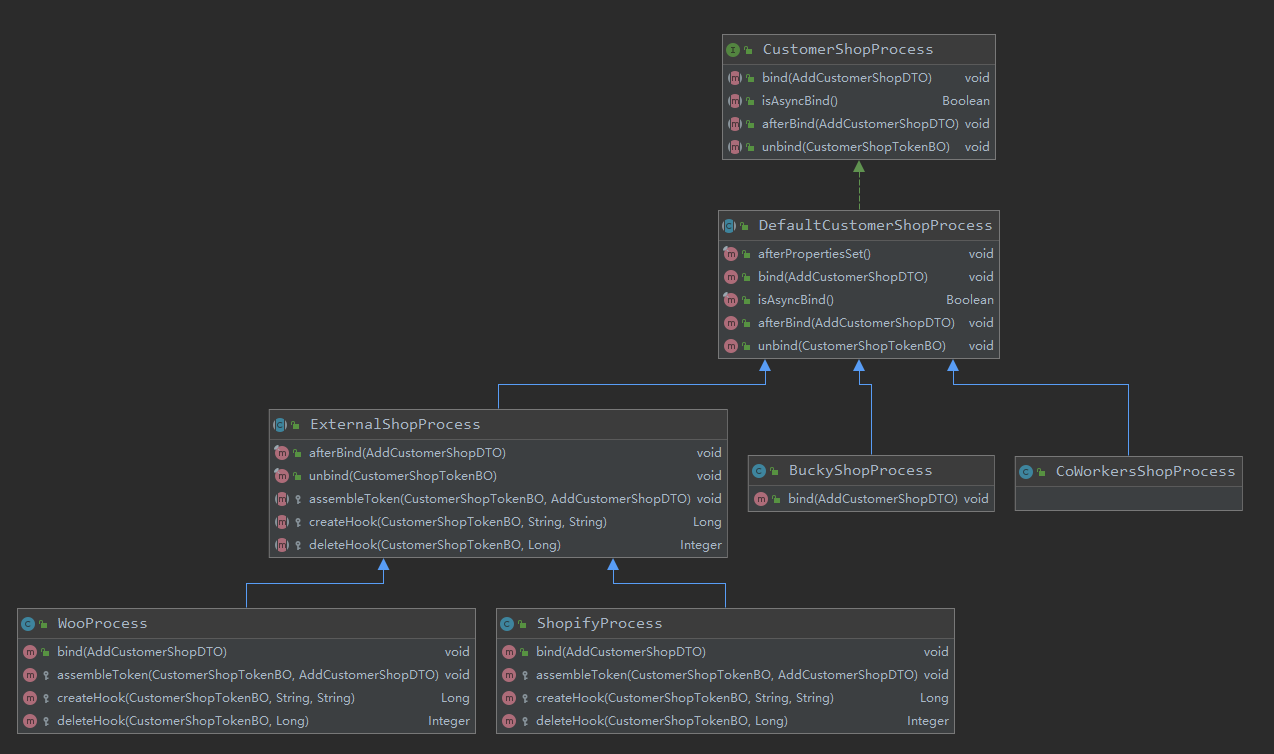 CustomerShopProcess
bind(AddCustomerShopDTO) void
isAsyncBind() Boolean
afterBind(AddCustomerShopDTO) void
unbind(CustomerShopTokenBO) void
DefaultCustomerShopProcess
afterPropertiesSet() void
bind(AddCustomerShopDTO) void
isAsyncBind() Boolean
afterBind(AddCustomerShopDTO) void
unbind(CustomerShopTokenBO) void
ExternalShopProcess
afterBind(AddCustomerShopDTO) void
unbind(CustomerShopTokenBO) void
assembleToken(CustomerShopTokenBO, AddCustomerShopDTO) void
createHook(CustomerShopTokenBO, String, String) Long
deleteHook(CustomerShopTokenBO, Long) Integer
BuckyShopProcess
bind(AddCustomerShopDTO) void
CoWorkersShopProcess
WooProcess
bind(AddCustomerShopDTO) void
assembleToken(CustomerShopTokenBO, AddCustomerShopDTO) void
createHook(CustomerShopTokenBO, String, String) Long
deleteHook(CustomerShopTokenBO, Long) Integer
ShopifyProcess
bind(AddCustomerShopDTO) void
assembleToken(CustomerShopTokenBO, AddCustomerShopDTO) void
createHook(CustomerShopTokenBO, String, String) Long
deleteHook(CustomerShopTokenBO, Long) Integer